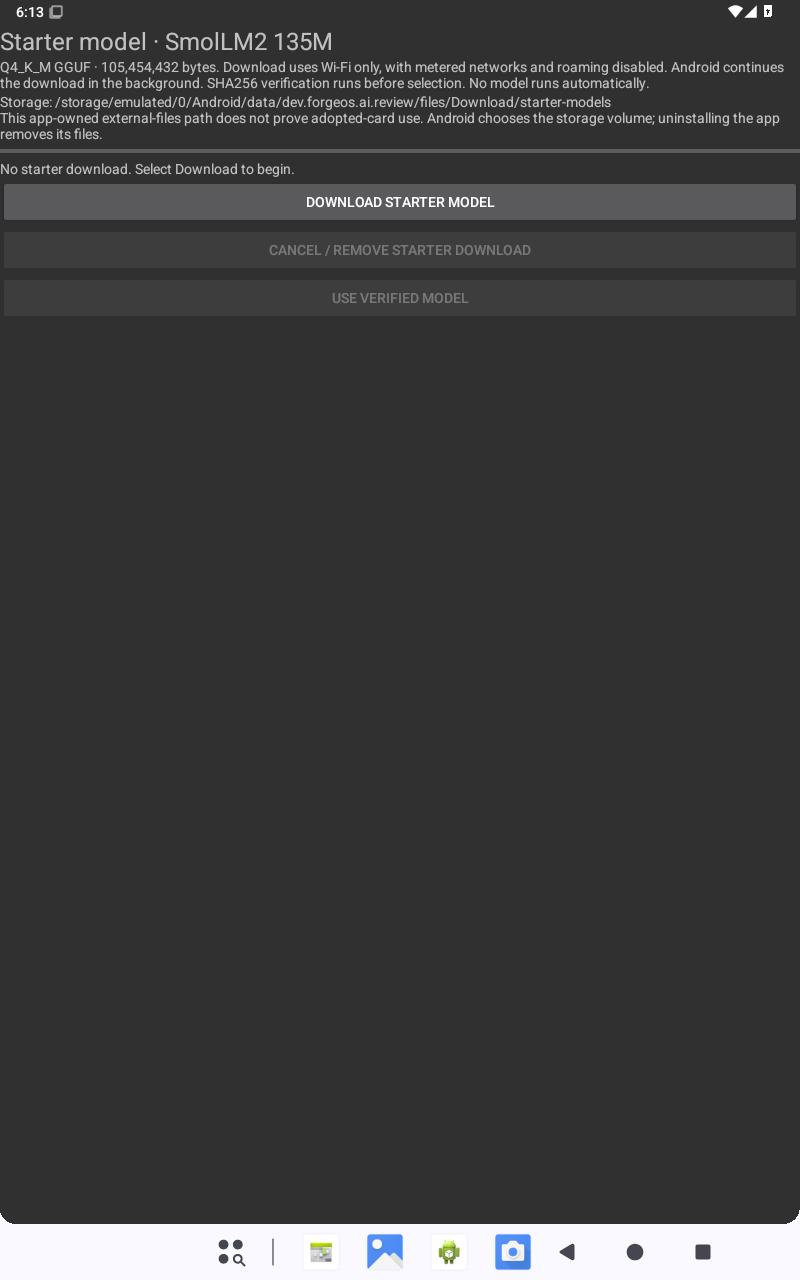 6:13
Starter model · SmolLM2 135M
Q4_K_M GGUF · 105,454,432 bytes. Download uses Wi-Fi only, with metered networks and roaming disabled. Android continues
the download in the background. SHA256 verification runs before selection. No model runs automatically.
Storage: /storage/emulated/0/Android/data/dev.forgeos.ai.review/files/Download/starter-models
This app-owned external-files path does not prove adopted-card use. Android chooses the storage volume; uninstalling the app
removes its files.
No starter download. Select Download to begin.
DOWNLOAD STARTER MODEL
CANCEL / REMOVE STARTER DOWNLOAD
USE VERIFIED MODEL